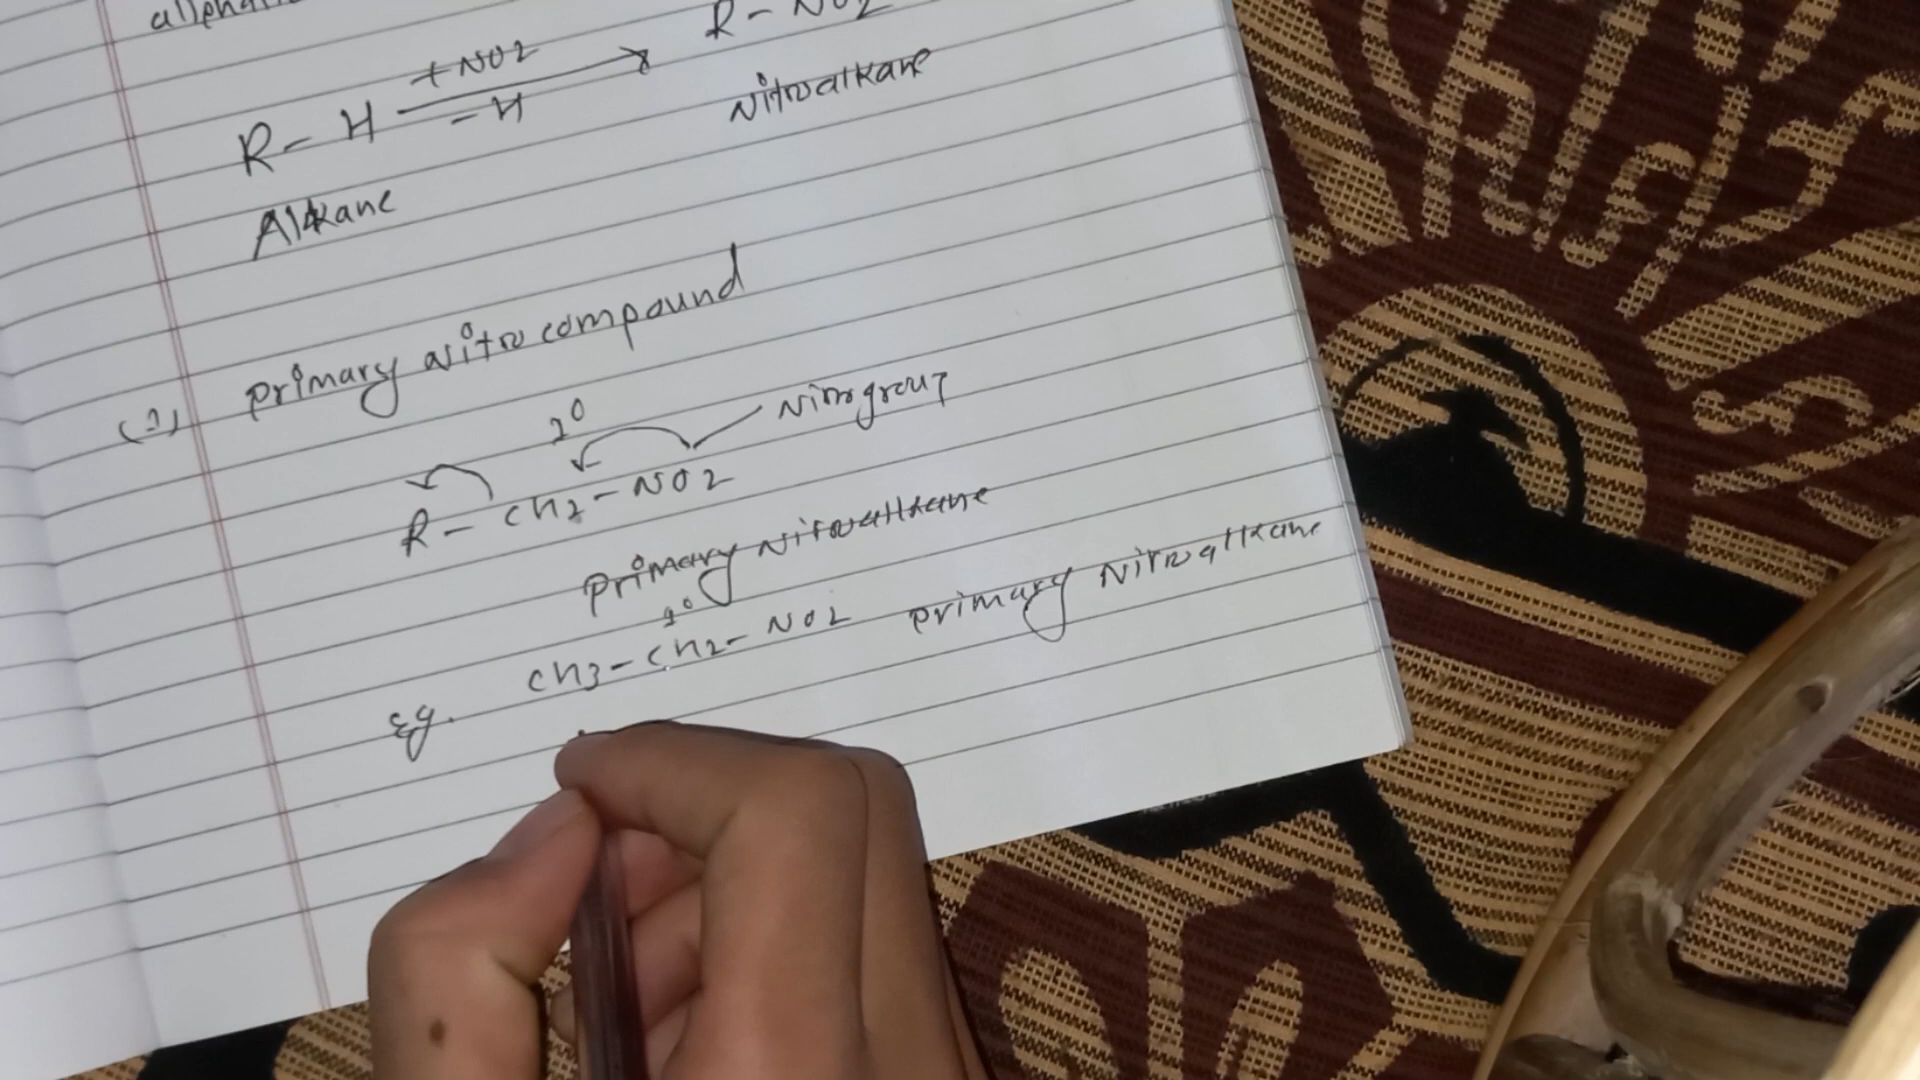 R - NO2
R - H +NO2 / -H →
Nitroalkane
Alkane
(1) primary nitro compound
1° Nitrogroup
R - CH2 - NO2
primary Nitroalkane
1°
Eg. CH3 - CH2 - NO2 primary Nitroalkane